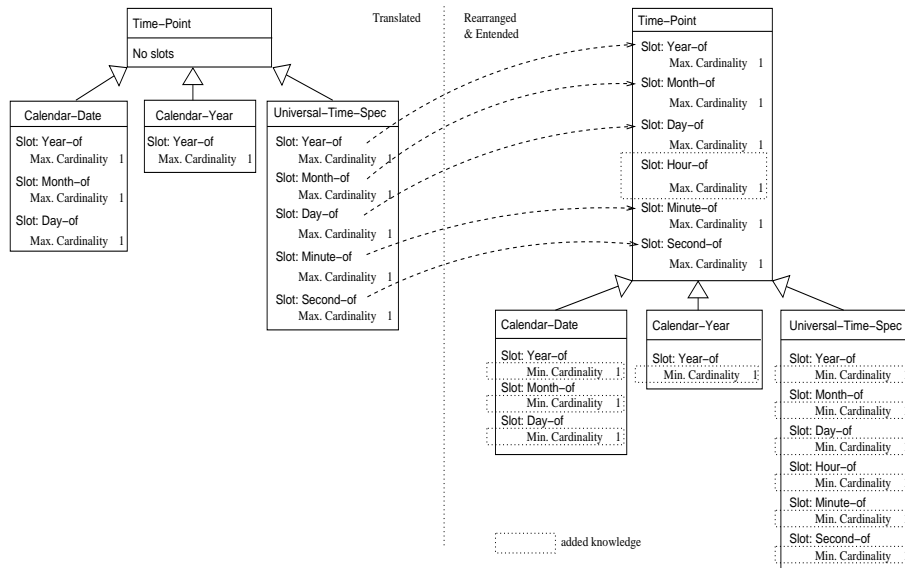 Translated
Time-Point
No slots
Calendar-Date
Slot: Year-of
Max. Cardinality 1
Slot: Month-of
Max. Cardinality 1
Slot: Day-of
Max. Cardinality 1
Calendar-Year
Slot: Year-of
Max. Cardinality 1
Universal-Time-Spec
Slot: Year-of
Max. Cardinality 1
Slot: Month-of
Max. Cardinality 1
Slot: Day-of
Max. Cardinality 1
Slot: Minute-of
Max. Cardinality 1
Slot: Second-of
Max. Cardinality 1
Rearranged
& Entended
Time-Point
Slot: Year-of
Max. Cardinality 1
Slot: Month-of
Max. Cardinality 1
Slot: Day-of
Max. Cardinality 1
Slot: Hour-of
Max. Cardinality 1
Slot: Minute-of
Max. Cardinality 1
Slot: Second-of
Max. Cardinality 1
Calendar-Date
Slot: Year-of
Min. Cardinality 1
Slot: Month-of
Min. Cardinality 1
Slot: Day-of
Min. Cardinality 1
Calendar-Year
Slot: Year-of
Min. Cardinality 1
Universal-Time-Spec
Slot: Year-of
Min. Cardinality
Slot: Month-of
Min. Cardinality
Slot: Day-of
Min. Cardinality
Slot: Hour-of
Min. Cardinality
Slot: Minute-of
Min. Cardinality
Slot: Second-of
Min. Cardinality
added knowledge